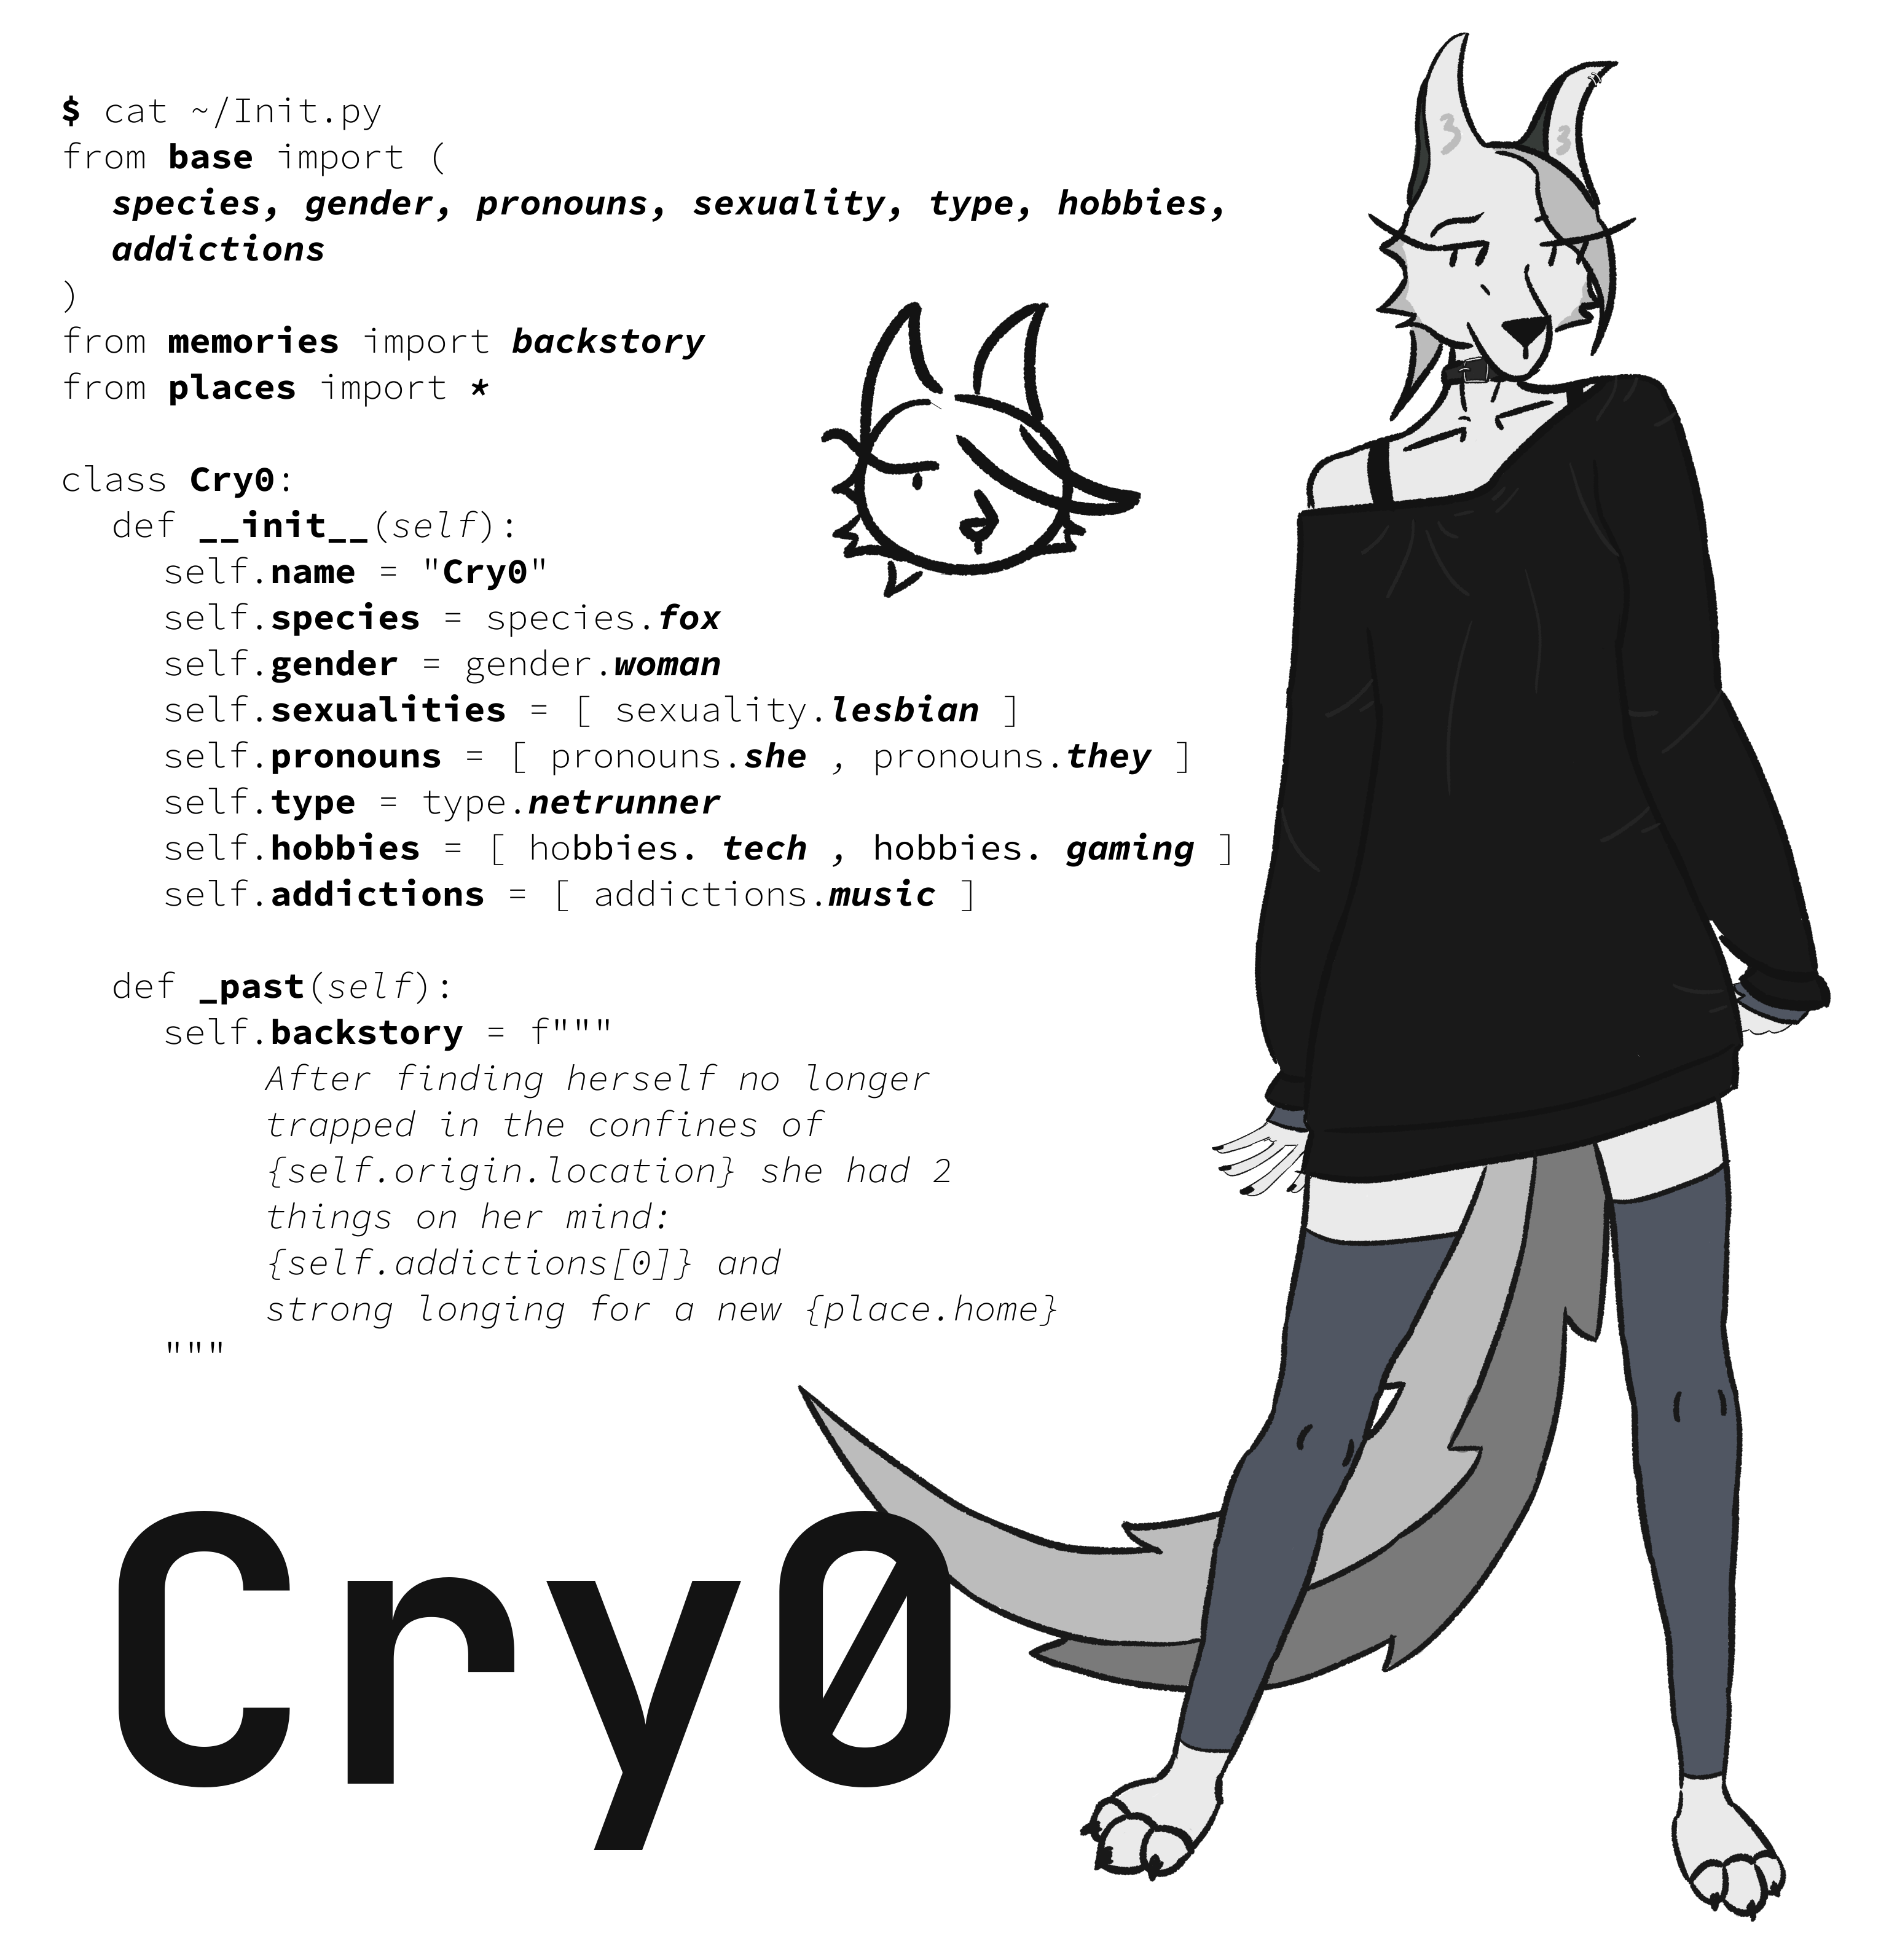 $ cat ~/Init.py
from base import (
species, gender, pronouns, sexuality, type, hobbies,
addictions
)
from memories import backstory
from places import *
class Cry0:
def __init__(self):
self.name = "Cry0"
self.species = species.fox
self.gender = gender.woman
self.sexualities = [ sexuality.lesbian ]
self.pronouns = [ pronouns.she , pronouns.they ]
self.type = type.netrunner
self.hobbies = [ hobbies. tech , hobbies. gaming ]
self.addictions = [ addictions.music ]
def _past(self):
self.backstory = f"""
After finding herself no longer
trapped in the confines of
{self.origin.location} she had 2
things on her mind:
{self.addictions[0]} and
strong longing for a new {place.home}
"""
Cry0